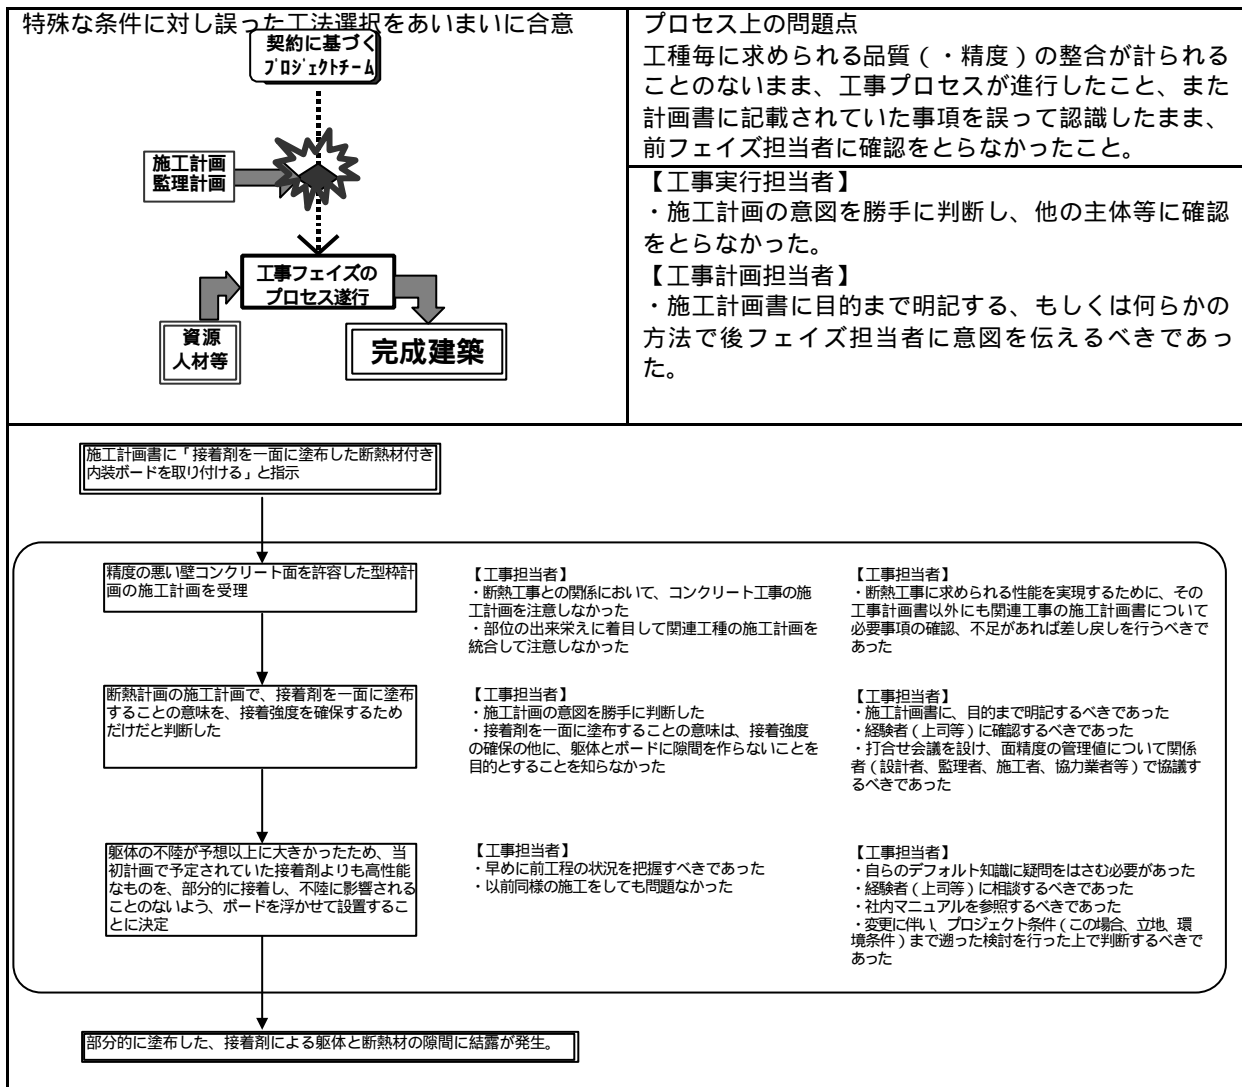 特殊な条件に対し誤った工法選択をあいまいに合意
契約に基づく
プロジェクトチーム
施工計画
監理計画
工事フェイズの
プロセス遂行
資源
人材等
完成建築
プロセス上の問題点
工種毎に求められる品質（・精度）の整合が計られる
ことのないまま、工事プロセスが進行したこと、また
計画書に記載されていた事項を誤って認識したまま、
前フェイズ担当者に確認をとらなかったこと。
【工事実行担当者】
・施工計画の意図を勝手に判断し、他の主体等に確認
をとらなかった。
【工事計画担当者】
・施工計画書に目的まで明記する、もしくは何らかの
方法で後フェイズ担当者に意図を伝えるべきであっ
た。
施工計画書に「接着剤を一面に塗布した断熱材付き
内装ボードを取り付ける」と指示
精度の悪い壁コンクリート面を許容した型枠計
画の施工計画を受理
【工事担当者】
・断熱工事との関係において、コンクリート工事の施
工計画を注意しなかった
・部位の出来栄えに着目して関連工種の施工計画を
統合して注意しなかった
【工事担当者】
・断熱工事に求められる性能を実現するために、その
工事計画書以外にも関連工事の施工計画書について
必要事項の確認、不足があれば差し戻しを行うべきで
あった
断熱計画の施工計画で、接着剤を一面に塗布
することの意味を、接着強度を確保するため
だけだと判断した
【工事担当者】
・施工計画の意図を勝手に判断した
・接着剤を一面に塗布することの意味は、接着強度
の確保の他に、躯体とボードに隙間を作らないことを
目的とすることを知らなかった
【工事担当者】
・施工計画書に、目的まで明記するべきであった
・経験者（上司等）に確認するべきであった
・打合せ会議を設け、面精度の管理値について関係
者（設計者、監理者、施工者、協力業者等）で協議す
るべきであった
躯体の不陸が予想以上に大きかったため、当
初計画で予定されていた接着剤よりも高性能
なものを、部分的に接着し、不陸に影響される
ことのないよう、ボードを浮かせて設置するこ
とに決定
【工事担当者】
・早めに前工程の状況を把握すべきであった
・以前同様の施工をしても問題なかった
【工事担当者】
・自らのデフォルト知識に疑問をはさむ必要があった
・経験者（上司等）に相談するべきであった
・社内マニュアルを参照するべきであった
・変更に伴い、プロジェクト条件（この場合、立地、環
境条件）まで遡った検討を行った上で判断するべきで
あった
部分的に塗布した、接着剤による躯体と断熱材の隙間に結露が発生。